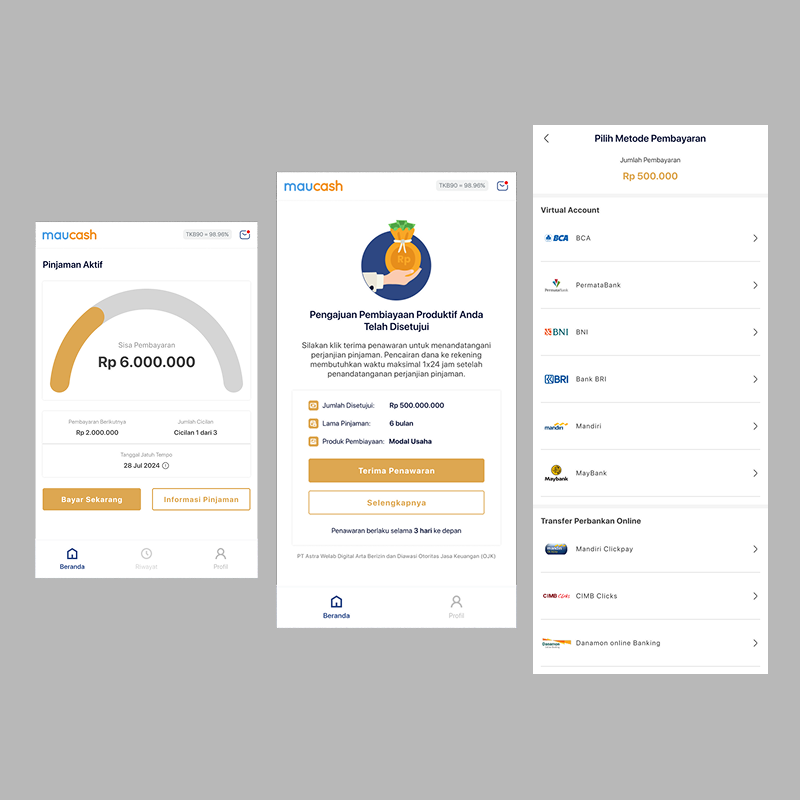 maucash
TKB90 = 98.96%
Pinjaman Aktif
Sisa Pembayaran
Rp 6.000.000
Pembayaran Berikutnya
Jumlah Cicilan
Rp 2.000.000
Cicilan 1 dari 3
Tanggal Jatuh Tempo
28 Jul 2024
Bayar Sekarang
Informasi Pinjaman
Beranda
Riwayat
Profil
maucash
TKB90 = 98.96%
Rp
Pengajuan Pembiayaan Produktif Anda
Telah Disetujui
Silakan klik terima penawaran untuk menandatangani
perjanjian pinjaman. Pencairan dana ke rekening
membutuhkan waktu maksimal 1x24 jam setelah
penandatanganan perjanjian pinjaman.
Jumlah Disetujui: Rp 500.000.000
Lama Pinjaman: 6 bulan
Produk Pembiayaan: Modal Usaha
Terima Penawaran
Selengkapnya
Penawaran berlaku selama 3 hari ke depan
PT Astra Welab Digital Arta Berizin dan Diawasi Otoritas Jasa Keuangan (OJK)
Beranda
Profil
Pilih Metode Pembayaran
Jumlah Pembayaran
Rp 500.000
Virtual Account
BCA BCA
PermataBank PermataBank
BNI BNI
BRI Bank BRI
mandiri Mandiri
Maybank MayBank
Transfer Perbankan Online
mandiri Mandiri Clickpay
CIMB Clicks CIMB Clicks
Danamon Danamon online Banking